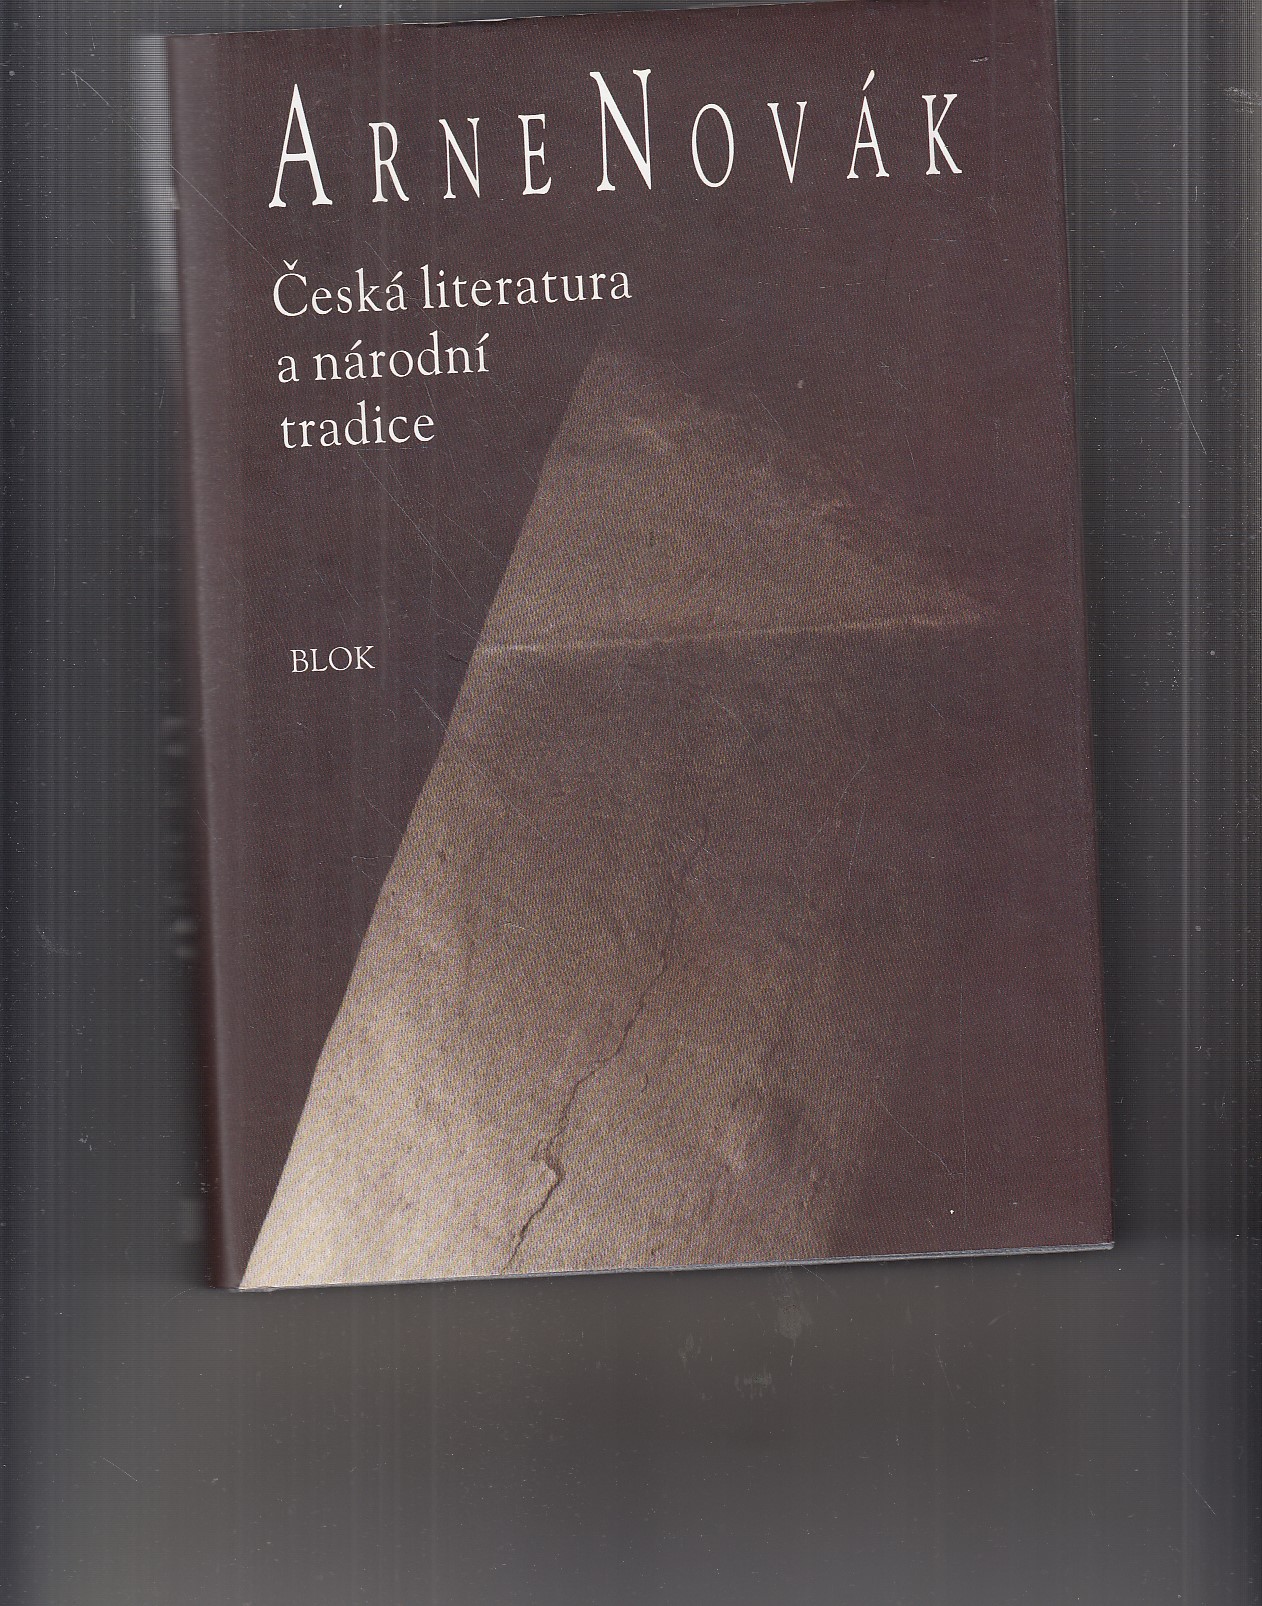 ARNE NOVÁK
Česká literatura
a národní
tradice
BLOK